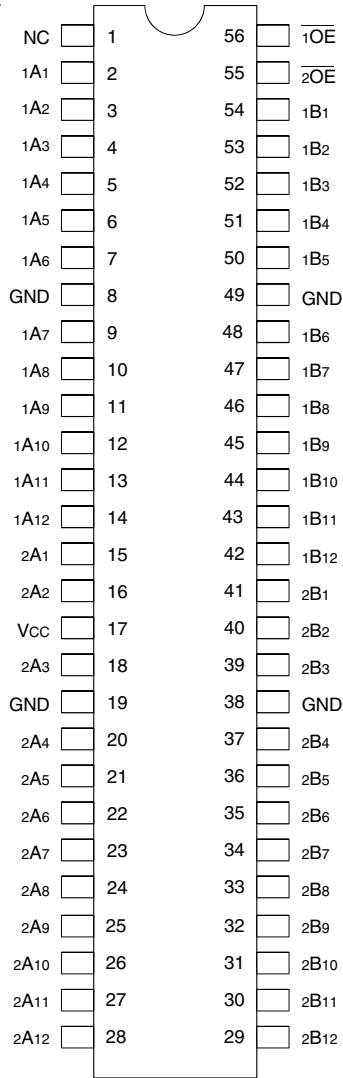 NC 1 56 1OE
1A1 2 55 2OE
1A2 3 54 1B1
1A3 4 53 1B2
1A4 5 52 1B3
1A5 6 51 1B4
1A6 7 50 1B5
GND 8 49 GND
1A7 9 48 1B6
1A8 10 47 1B7
1A9 11 46 1B8
1A10 12 45 1B9
1A11 13 44 1B10
1A12 14 43 1B11
2A1 15 42 1B12
2A2 16 41 2B1
VCC 17 40 2B2
2A3 18 39 2B3
GND 19 38 GND
2A4 20 37 2B4
2A5 21 36 2B5
2A6 22 35 2B6
2A7 23 34 2B7
2A8 24 33 2B8
2A9 25 32 2B9
2A10 26 31 2B10
2A11 27 30 2B11
2A12 28 29 2B12